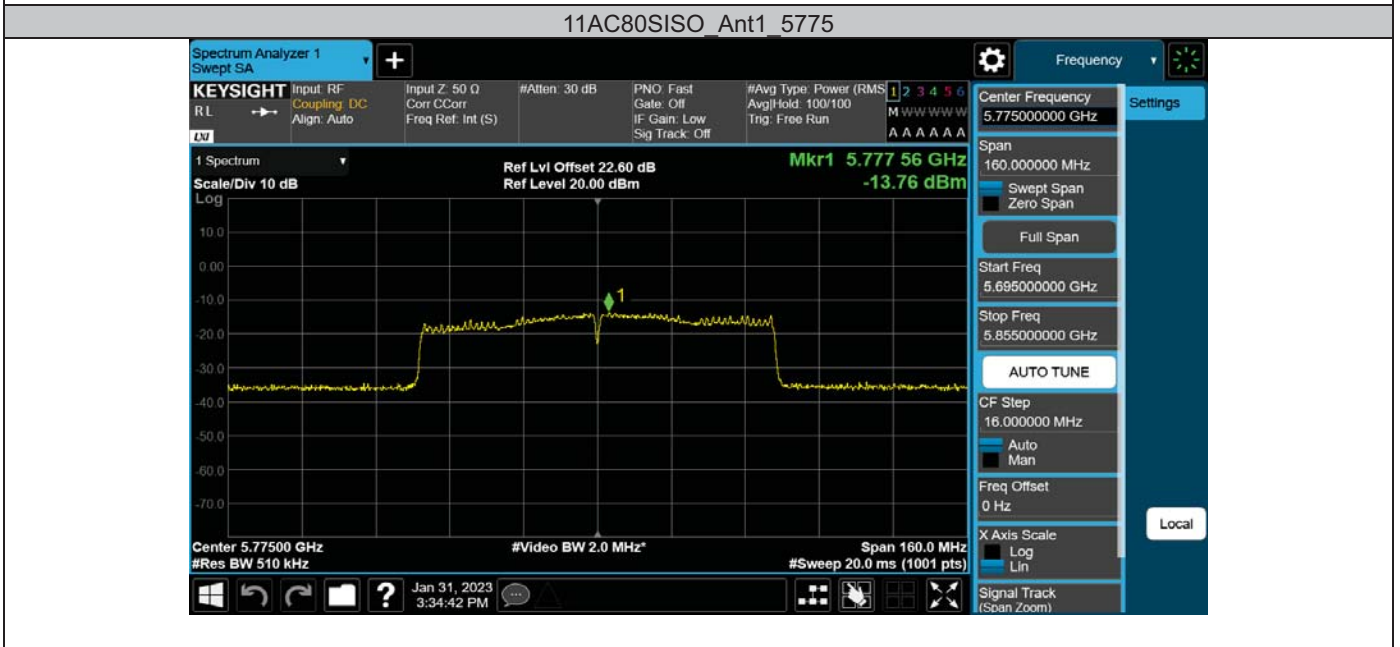 11AC80SISO_Ant1_5775
Spectrum Analyzer 1
Swept SA
Frequency
KEYSIGHT
RL
LXI
Input: RF
Coupling: DC
Align: Auto
Input Z: 50 Ω
Corr CCorr
Freq Ref: Int (S)
#Atten: 30 dB
PNO: Fast
Gate: Off
IF Gain: Low
Sig Track: Off
#Avg Type: Power (RMS
Avg|Hold: 100/100
Trig: Free Run
1 2 3 4 5 6
M W W W W W
A A A A A A
Center Frequency
5.775000000 GHz
Settings
1 Spectrum
Scale/Div 10 dB
Log
Ref Lvl Offset 22.60 dB
Ref Level 20.00 dBm
Mkr1 5.777 56 GHz
-13.76 dBm
Span
160.000000 MHz
Swept Span
Zero Span
Full Span
Start Freq
5.695000000 GHz
Stop Freq
5.855000000 GHz
AUTO TUNE
CF Step
16.000000 MHz
Auto
Man
Freq Offset
0 Hz
X Axis Scale
Log
Lin
Signal Track
(Span Zoom)
Local
10.0
0.00
-10.0
-20.0
-30.0
-40.0
-50.0
-60.0
-70.0
1
Center 5.77500 GHz
#Res BW 510 kHz
#Video BW 2.0 MHz*
Span 160.0 MHz
#Sweep 20.0 ms (1001 pts)
?
Jan 31, 2023
3:34:42 PM